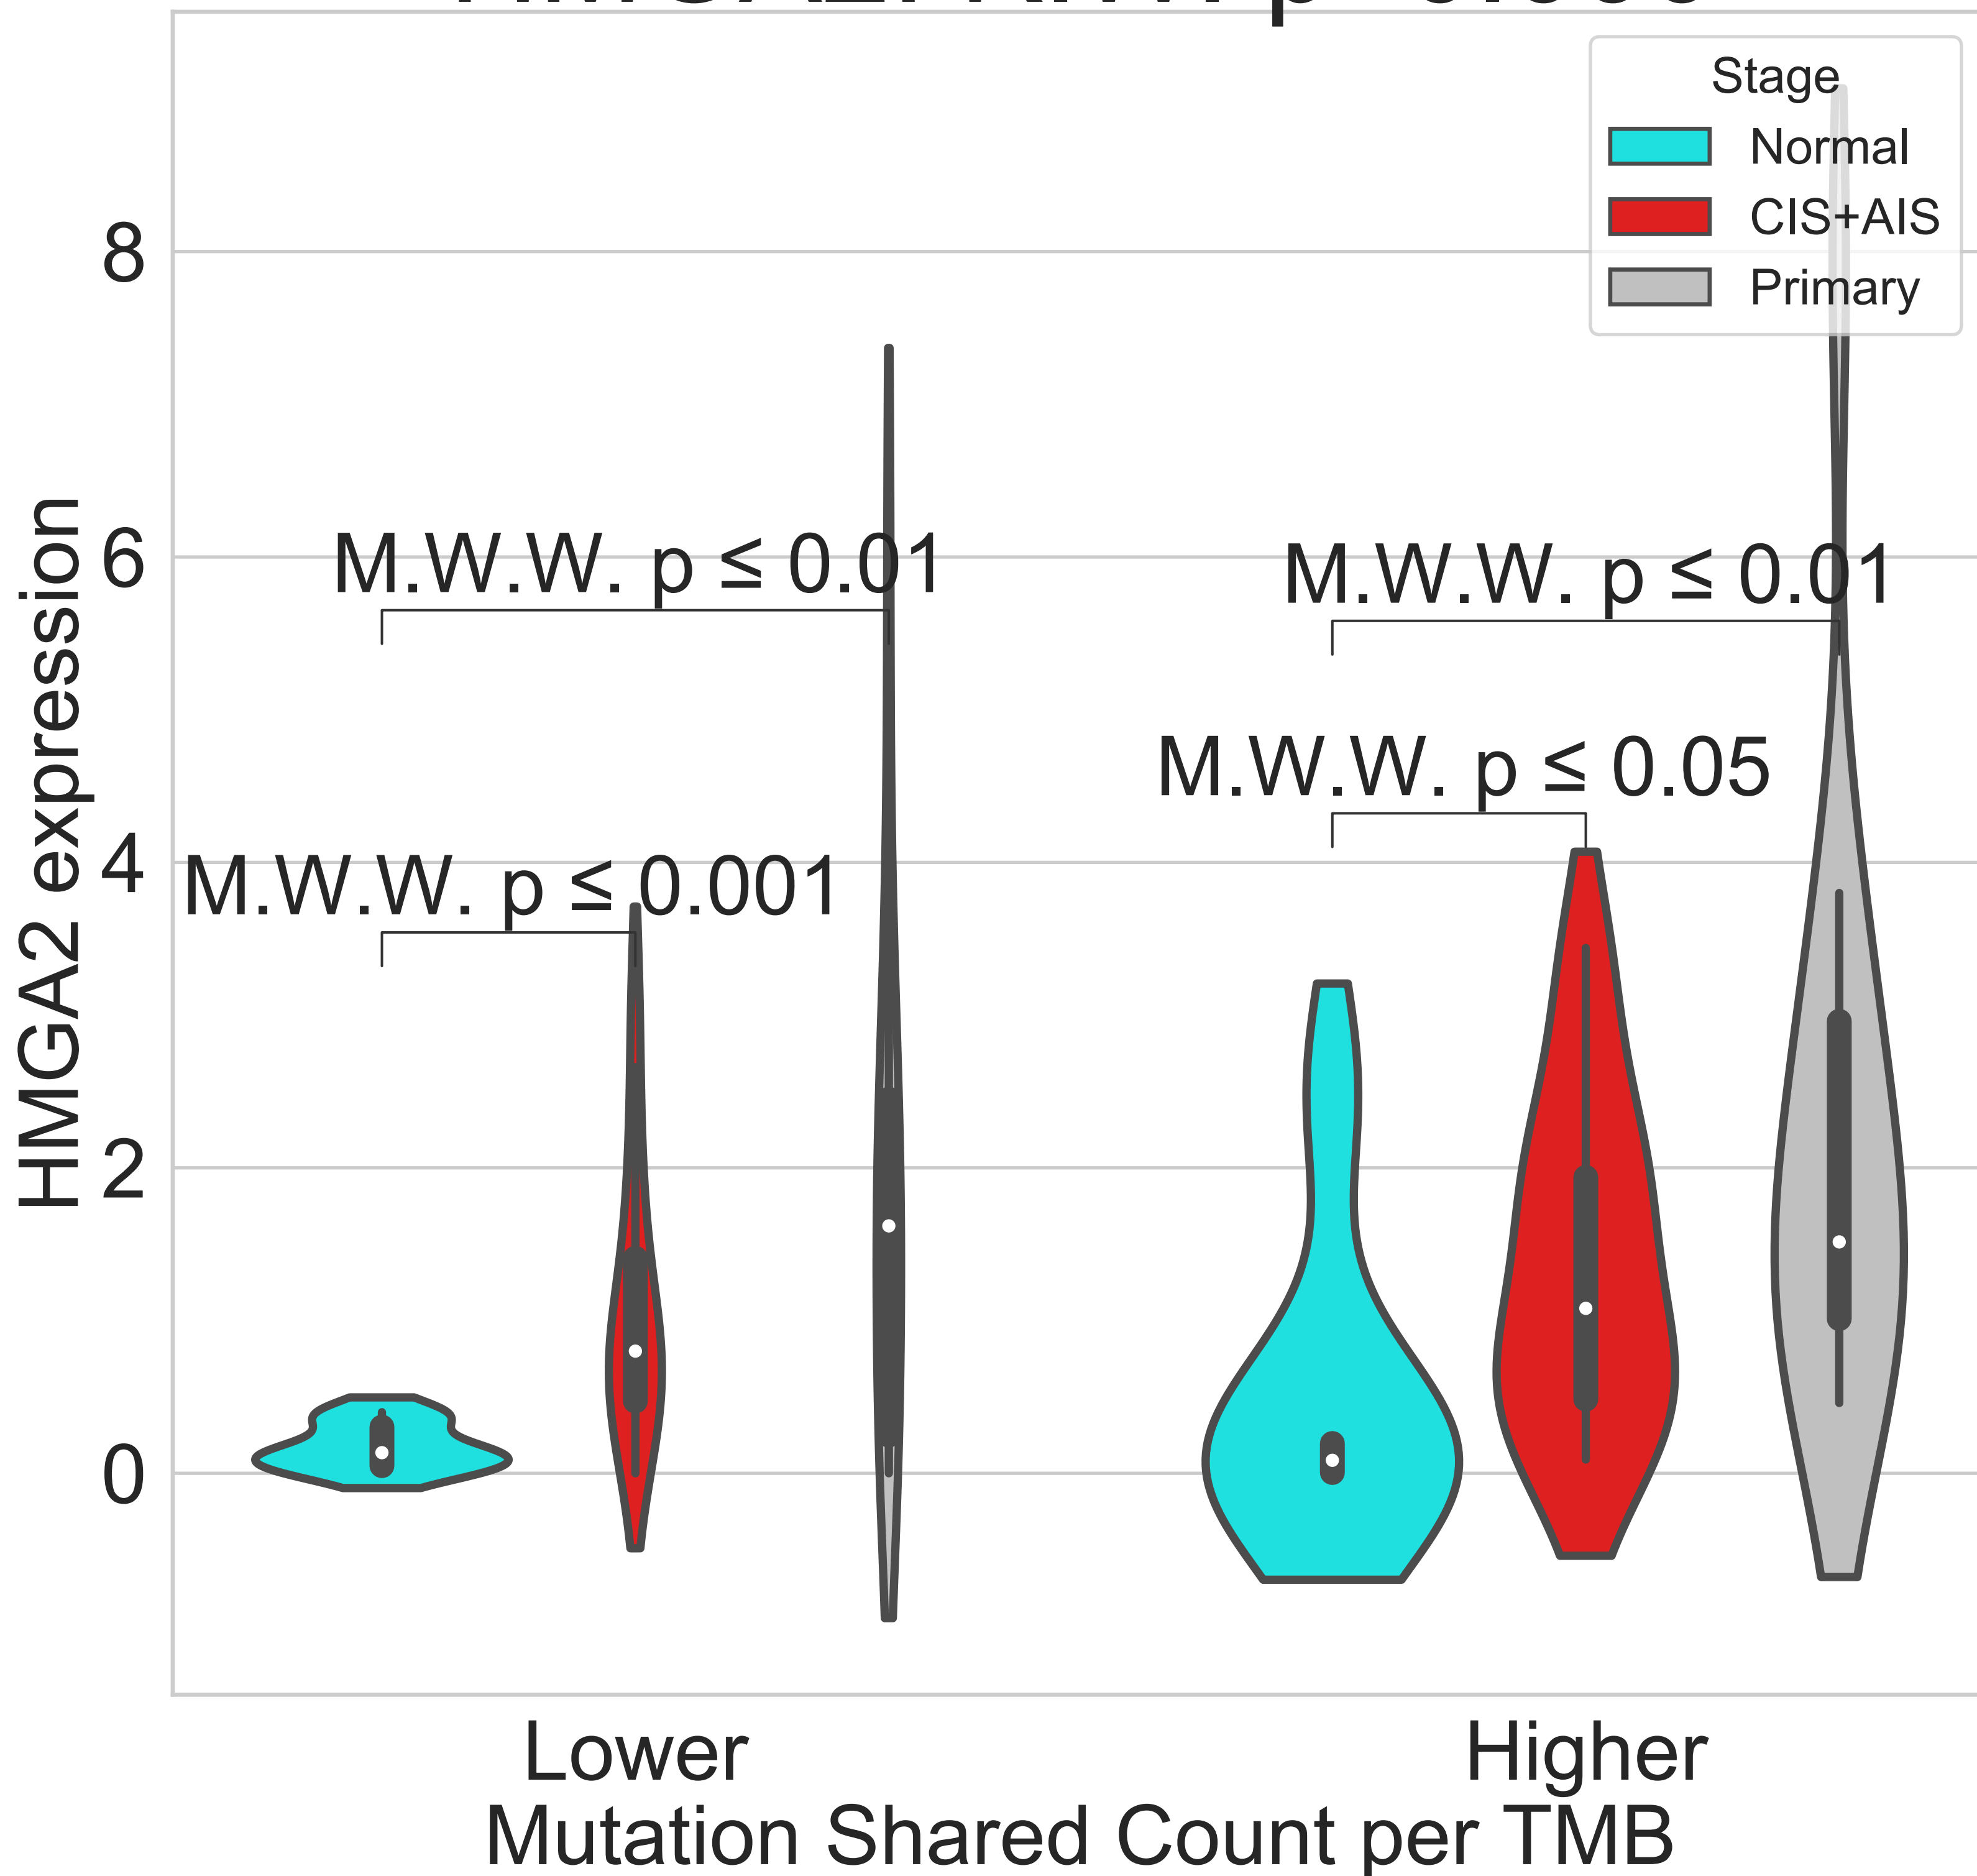 Stage
Normal
CIS+AIS
Primary
HMGA2 expression
8
6
4
2
0
M.W.W. p ≤ 0.01
M.W.W. p ≤ 0.01
M.W.W. p ≤ 0.05
M.W.W. p ≤ 0.001
Lower
Higher
Mutation Shared Count per TMB